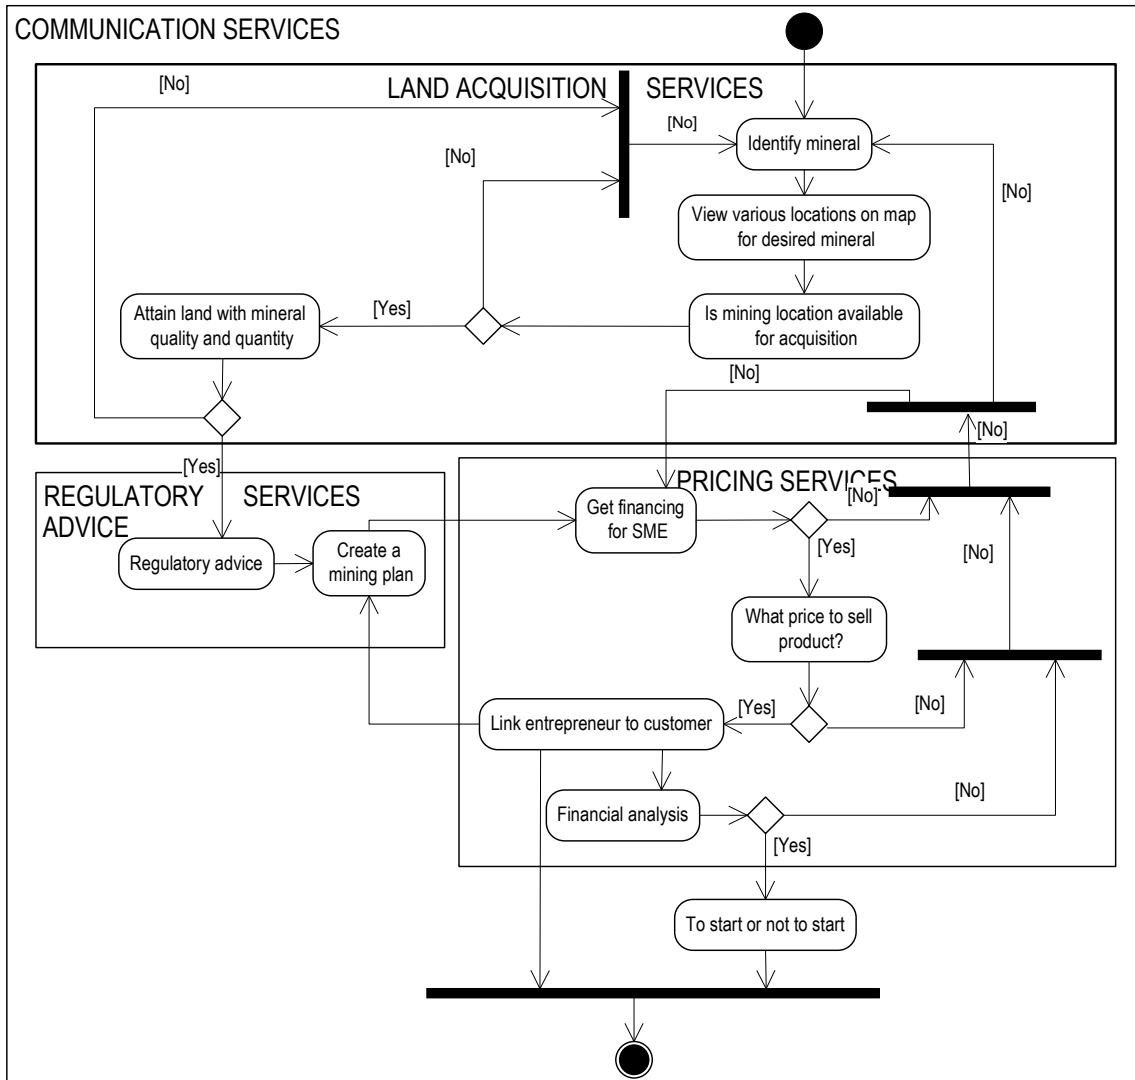 COMMUNICATION SERVICES
[No]
LAND ACQUISITION SERVICES
[No]
Identify mineral
[No]
[No]
View various locations on map
for desired mineral
Attain land with mineral
quality and quantity
[Yes]
Is mining location available
for acquisition
[No]
[No]
[Yes]
REGULATORY SERVICES
ADVICE
Regulatory advice
Create a
mining plan
PRICING SERVICES
[No]
Get financing
for SME
[Yes]
[No]
What price to sell
product?
Link entrepreneur to customer
[Yes]
[No]
Financial analysis
[No]
[Yes]
To start or not to start